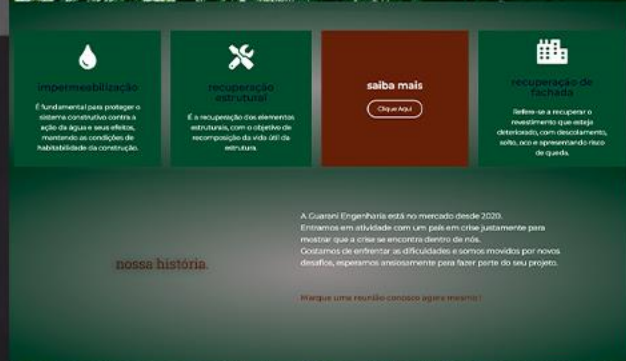 impermeabilização
É fundamental para proteger o
sistema construtivo contra a
ação da água e seus efeitos,
mantendo as condições de
habitabilidade da construção.
recuperação
estrutural
É a recuperação dos elementos
estruturais, com o objetivo de
recomposição da vida útil da
estrutura.
saiba mais
Clique Aqui
recuperação de
fachada
Refere-se a recuperar o
revestimento que esteja
deteriorado, com descolamento,
solto, oco e apresentando risco
de queda.
nossa história.
A Guarani Engenharia está no mercado desde 2020.
Entramos em atividade com um país em crise justamente para
mostrar que a crise se encontra dentro de nós.
Gostamos de enfrentar as dificuldades e somos movidos por novos
desafios, esperamos ansiosamente para fazer parte do seu projeto.
Marque uma reunião conosco agora mesmo!